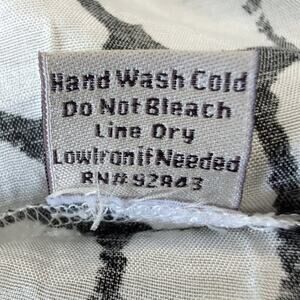 Hand Wash Cold
Do Not Bleach
Line Dry
Low Iron if Needed
RN# 92843